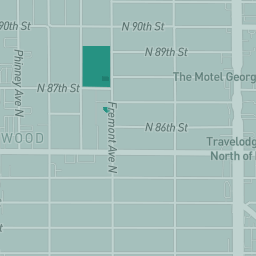 90th St
N 90th St
N 89th St
Phinney Ave N
The Motel Georg
N 87th St
Fremont Ave N
N 86th St
WOOD
Travelodg
North of